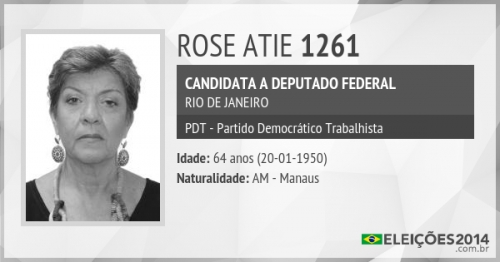 ROSE ATIE 1261
CANDIDATA A DEPUTADO FEDERAL
RIO DE JANEIRO
PDT - Partido Democrático Trabalhista
Idade: 64 anos (20-01-1950)
Naturalidade: AM - Manaus
ELEIÇÕES2014
.com.br